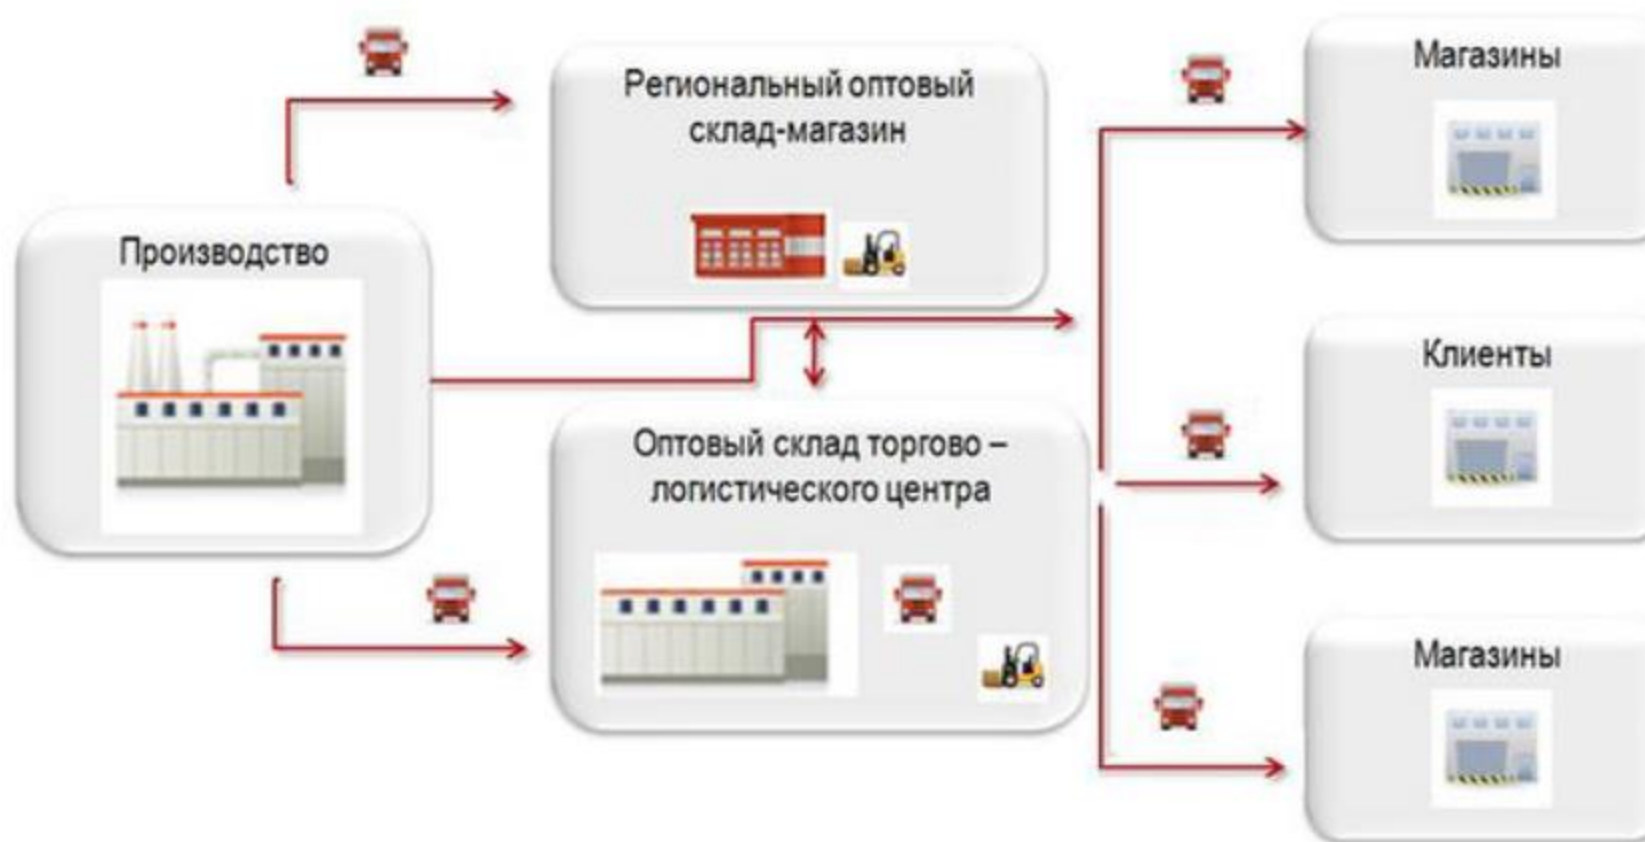 Производство
Региональный оптовый
склад-магазин
Оптовый склад торгово –
логистического центра
Магазины
Клиенты
Магазины